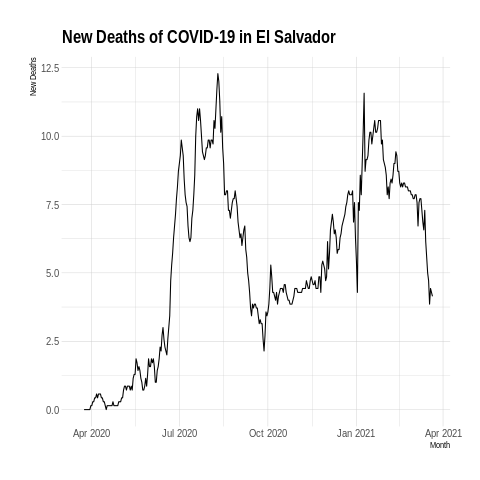 New Deaths of COVID-19 in El Salvador
New Deaths
12.5
10.0
7.5
5.0
2.5
0.0
Apr 2020 Jul 2020 Oct 2020 Jan 2021 Apr 2021
Month